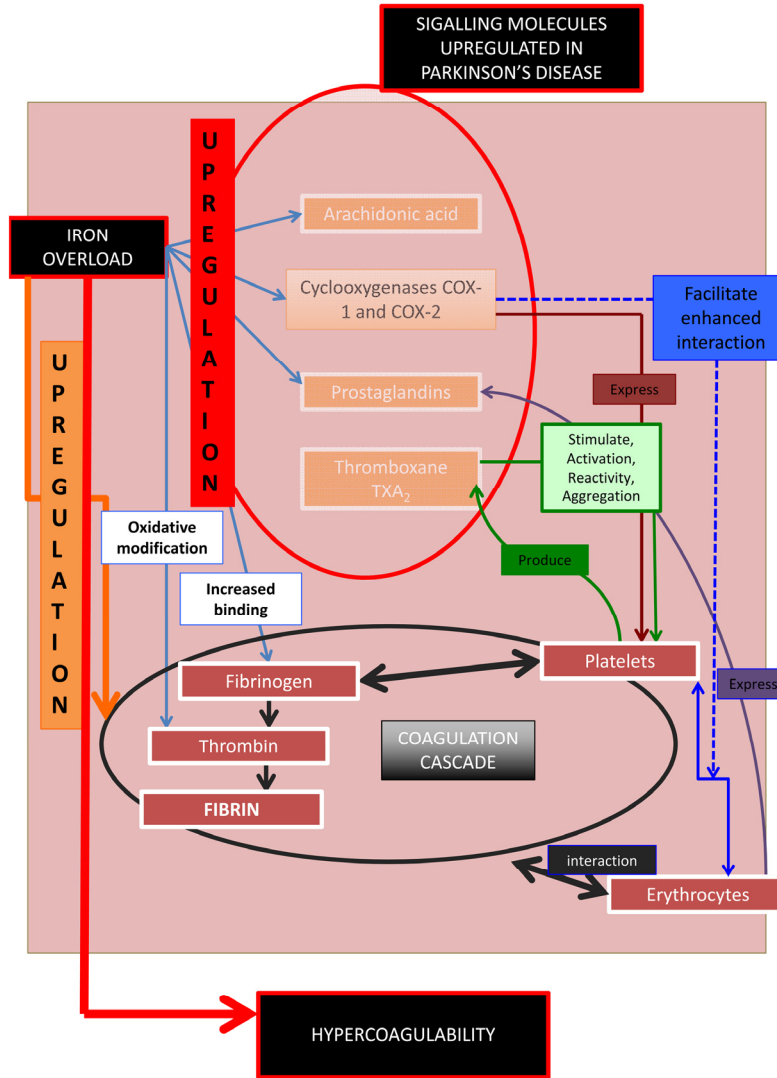 SIGALLING MOLECULES
UPREGULATED IN
PARKINSON'S DISEASE
UPREGULATION
Arachidonic acid
IRON
OVERLOAD
Cyclooxygenases COX-
1 and COX-2
Facilitate
enhanced
interaction
UPREGULATION
Express
Prostaglandins
Stimulate,
Activation,
Reactivity,
Aggregation
Thromboxane
TXA₂
Oxidative
modification
Produce
Increased
binding
Platelets
Fibrinogen
Express
Thrombin
COAGULATION
CASCADE
FIBRIN
interaction
Erythrocytes
HYPERCOAGULABILITY